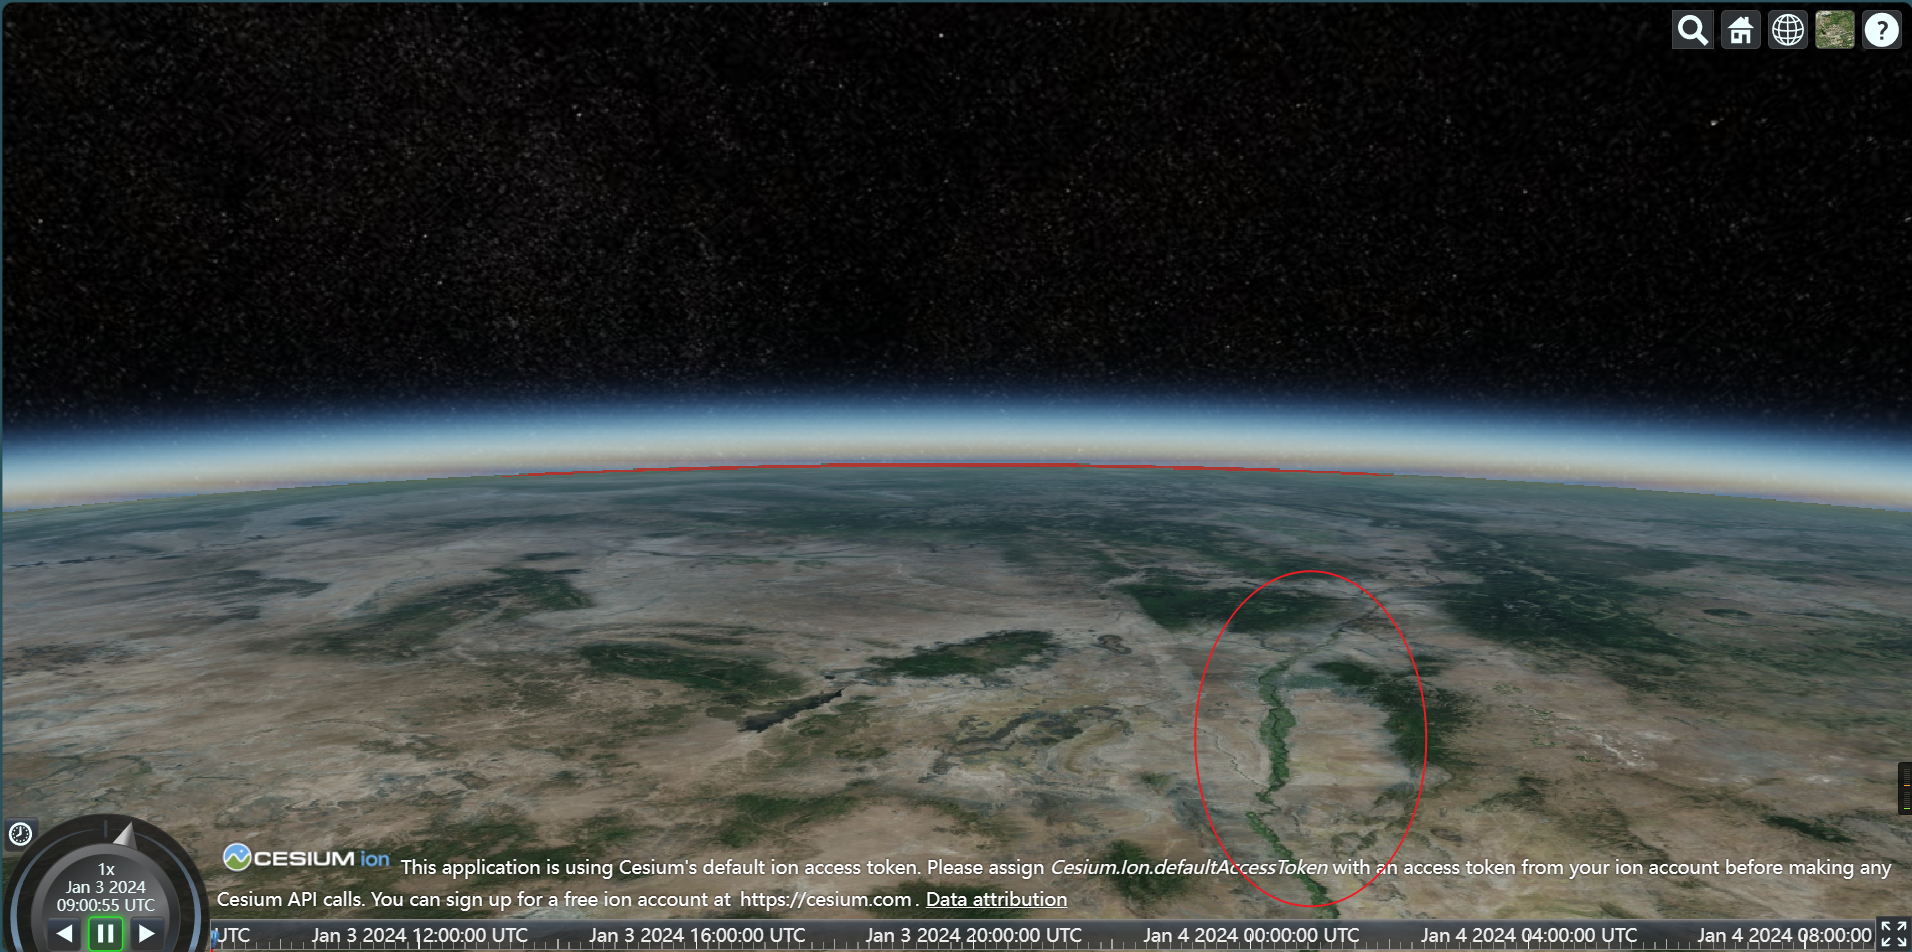 CESIUM ion This application is using Cesium's default ion access token. Please assign Cesium.Ion.defaultAccessToken with an access token from your ion account before making any
Cesium API calls. You can sign up for a free ion account at https://cesium.com . Data attribution
1x
Jan 3 2024
09:00:55 UTC
UTC Jan 3 2024 12:00:00 UTC Jan 3 2024 16:00:00 UTC Jan 3 2024 20:00:00 UTC Jan 4 2024 00:00:00 UTC Jan 4 2024 04:00:00 UTC Jan 4 2024 08:00:00
?